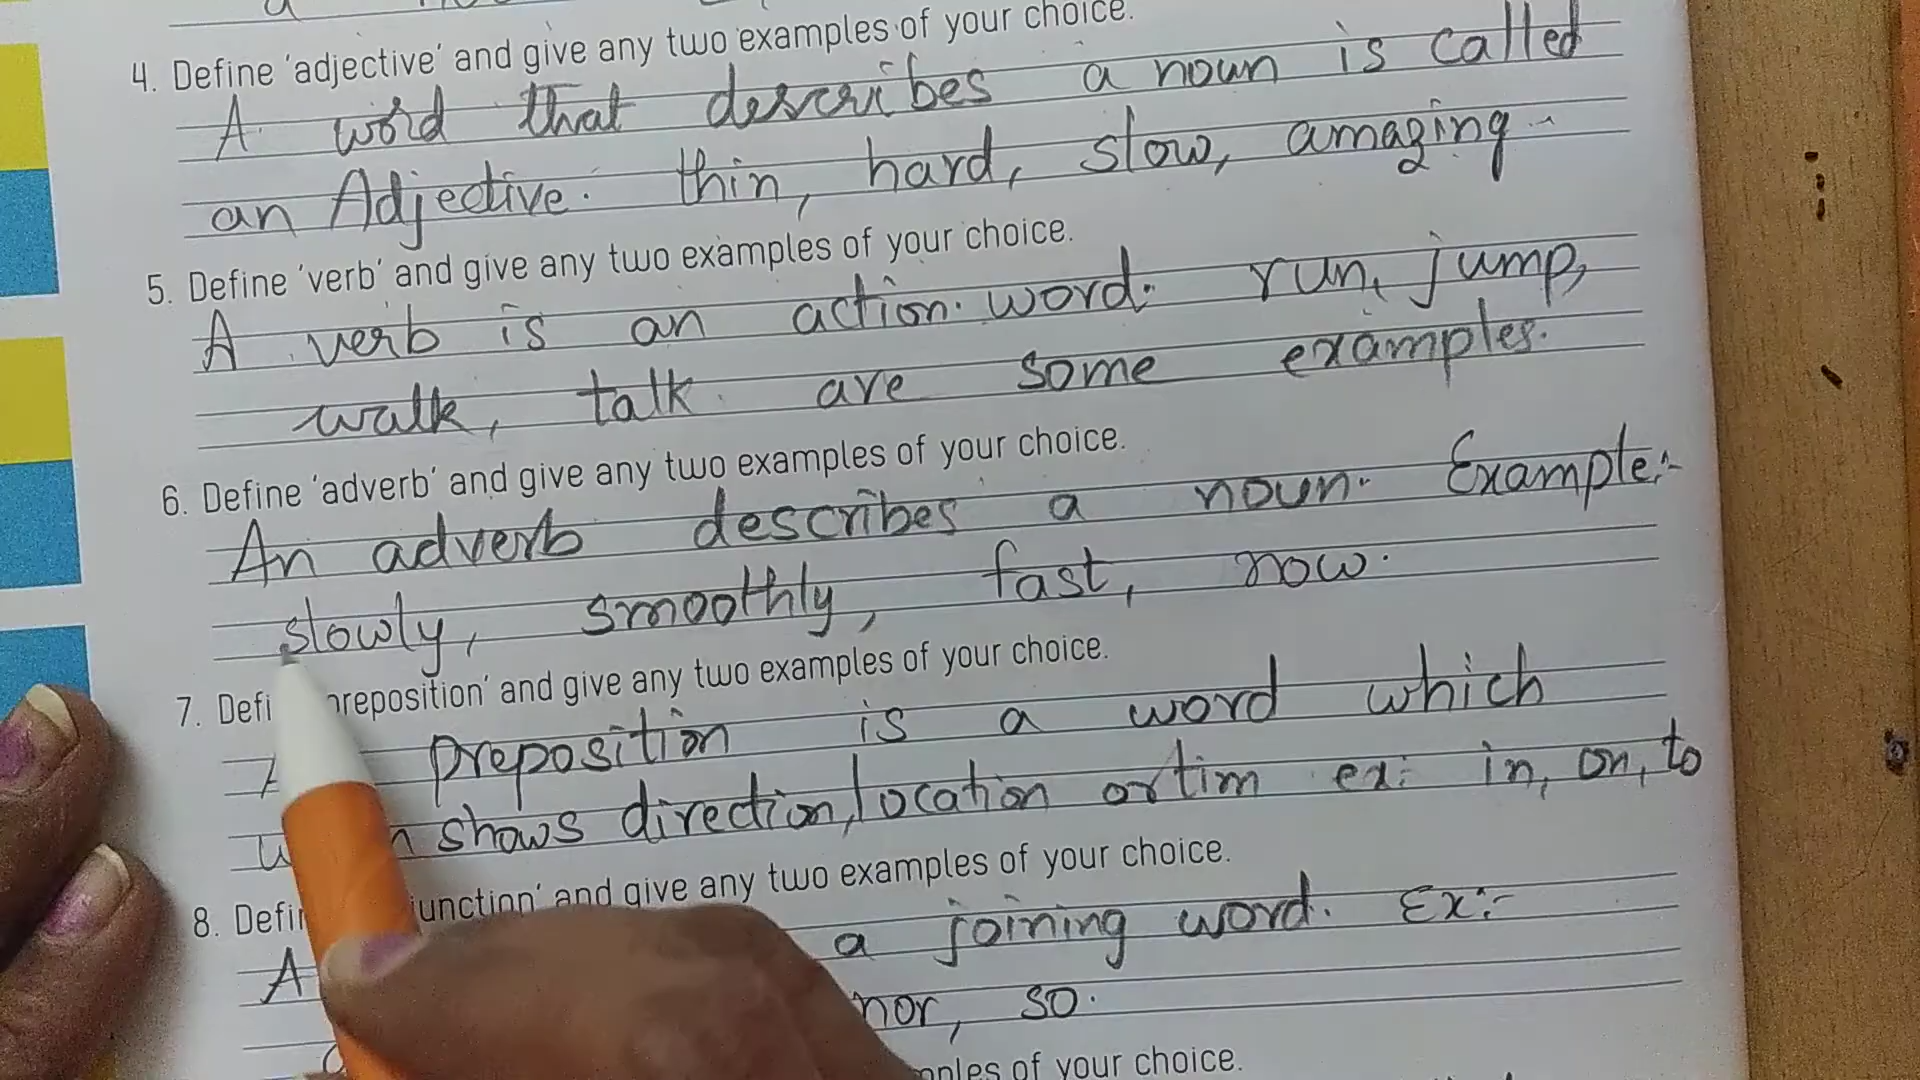 4. Define 'adjective' and give any two examples of your choice.
A word that describes a noun is called
an Adjective. thin, hard, slow, amazing
5. Define 'verb' and give any two examples of your choice.
A verb is an action word. run, jump,
walk, talk are some examples.
6. Define 'adverb' and give any two examples of your choice.
An adverb describes a noun. Example:-
slowly, smoothly, fast, now.
7. Defi preposition' and give any two examples of your choice.
A preposition is a word which
shows direction, location or tim ex: in, on, to
8. Defin junction' and give any two examples of your choice.
A a joining word. Ex:-
nor, so.
ples of your choice.